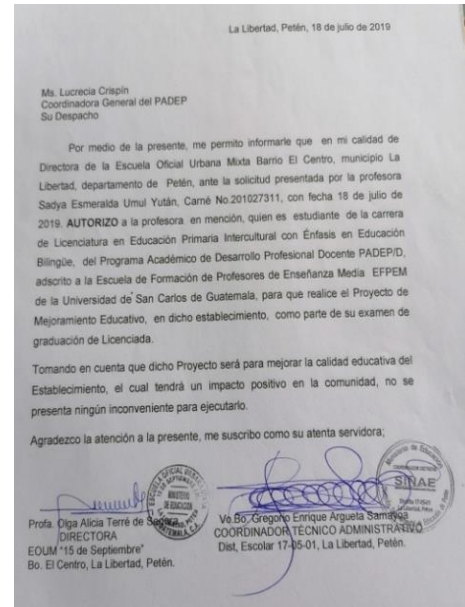 La Libertad, Petén, 18 de julio de 2019
Ms. Lucrecia Crispin
Coordinadora General del PADEP
Su Despacho
Por medio de la presente, me permito informarle que en mi calidad de
Directora de la Escuela Oficial Urbana Mixta Barrio El Centro, municipio La
Libertad, departamento de Petén, ante la solicitud presentada por la profesora
Sadya Esmeralda Umul Yután, Carné No.201027311, con fecha 18 de julio de
2019. AUTORIZO a la profesora en mención, quien es estudiante de la carrera
de Licenciatura en Educación Primaria Intercultural con Énfasis en Educación
Bilingüe, del Programa Académico de Desarrollo Profesional Docente PADEP/D,
adscrito a la Escuela de Formación de Profesores de Enseñanza Media EFPEM
de la Universidad de San Carlos de Guatemala, para que realice el Proyecto de
Mejoramiento Educativo, en dicho establecimiento, como parte de su examen de
graduación de Licenciada.
Tomando en cuenta que dicho Proyecto será para mejorar la calidad educativa del
Establecimiento, el cual tendrá un impacto positivo en la comunidad, no se
presenta ningún inconveniente para ejecutarlo.
Agradezco la atención a la presente, me suscribo como su atenta servidora;
MINISTERIO
DE EDUCACIÓN
SINAE
Profa. Olga Alicia Terré de
DIRECTORA
EOUM "15 de Septiembre"
Bo. El Centro, La Libertad, Petén.
Vo.Bo. Gregorio Enrique Argueta Samayoa
COORDINADOR TÉCNICO ADMINISTRATIVO
Dist, Escolar 17-05-01, La Libertad, Petén.